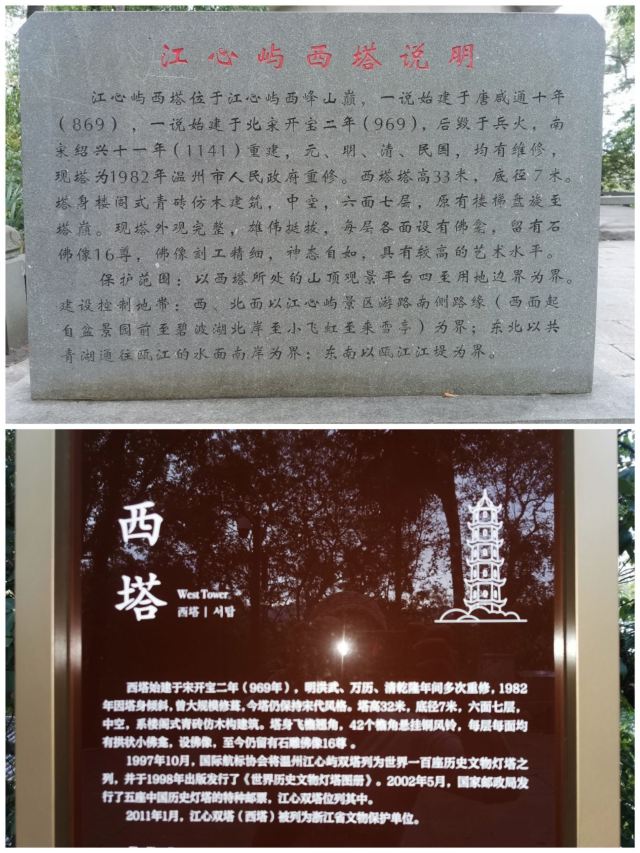 江心屿西塔说明
江心屿西塔位于江心屿西峰山巅，一说始建于唐咸通十年
（869），一说始建于北宋开宝二年（969），后毁于兵火，南
宋绍兴十一年（1141）重建，元、明、清、民国，均有维修，
现塔为1982年温州市人民政府重修。西塔塔高33米，底径7米。
塔身楼阁式青砖仿木建筑，中空，六面七层，原有楼梯盘旋至
塔巅。现塔外观完整，雄伟挺拔，每层各面设有佛龛，留有石
佛像16尊，佛像刻工精细，神态自如，具有较高的艺术水平。
保护范围：以西塔所处的山顶观景平台四至用地边界为界。
建设控制地带：西、北面以江心屿景区游路南侧路缘（西面起
自盆景园前至碧波湖北岸至小飞虹至来雪亭）为界；东北以共
青湖通往瓯江的水面南岸为界；东南以瓯江江堤为界。
西塔
West Tower
西塔 | 서탑
西塔始建于宋开宝二年（969年），明洪武、万历、清乾隆年间多次重修，1982
年因塔身倾斜，曾大规模修葺，今塔仍保持宋代风格。塔高32米，底径7米，六面七层，
中空，系楼阁式青砖仿木构建筑。塔身飞檐翘角，42个檐角悬挂铜风铃，每层每面均
有拱状小佛龛，设佛像，至今仍留有石雕佛像16尊。
1997年10月，国际航标协会将温州江心屿双塔列为世界一百座历史文物灯塔之
列，并于1998年出版发行了《世界历史文物灯塔图册》。2002年5月，国家邮政局发
行了五座中国历史灯塔的特种邮票，江心双塔位列其中。
2011年1月，江心双塔（西塔）被列为浙江省文物保护单位。